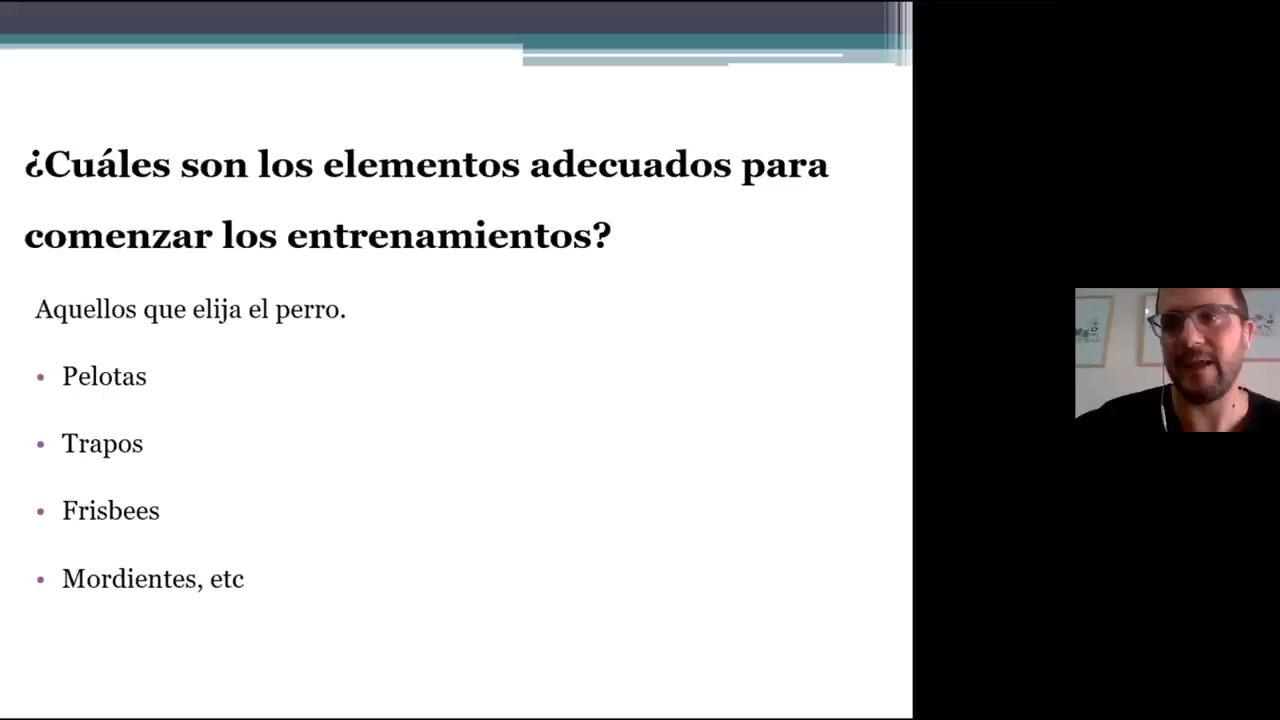 ¿Cuáles son los elementos adecuados para
comenzar los entrenamientos?
Aquellos que elija el perro.
• Pelotas
• Trapos
• Frisbees
• Mordientes, etc